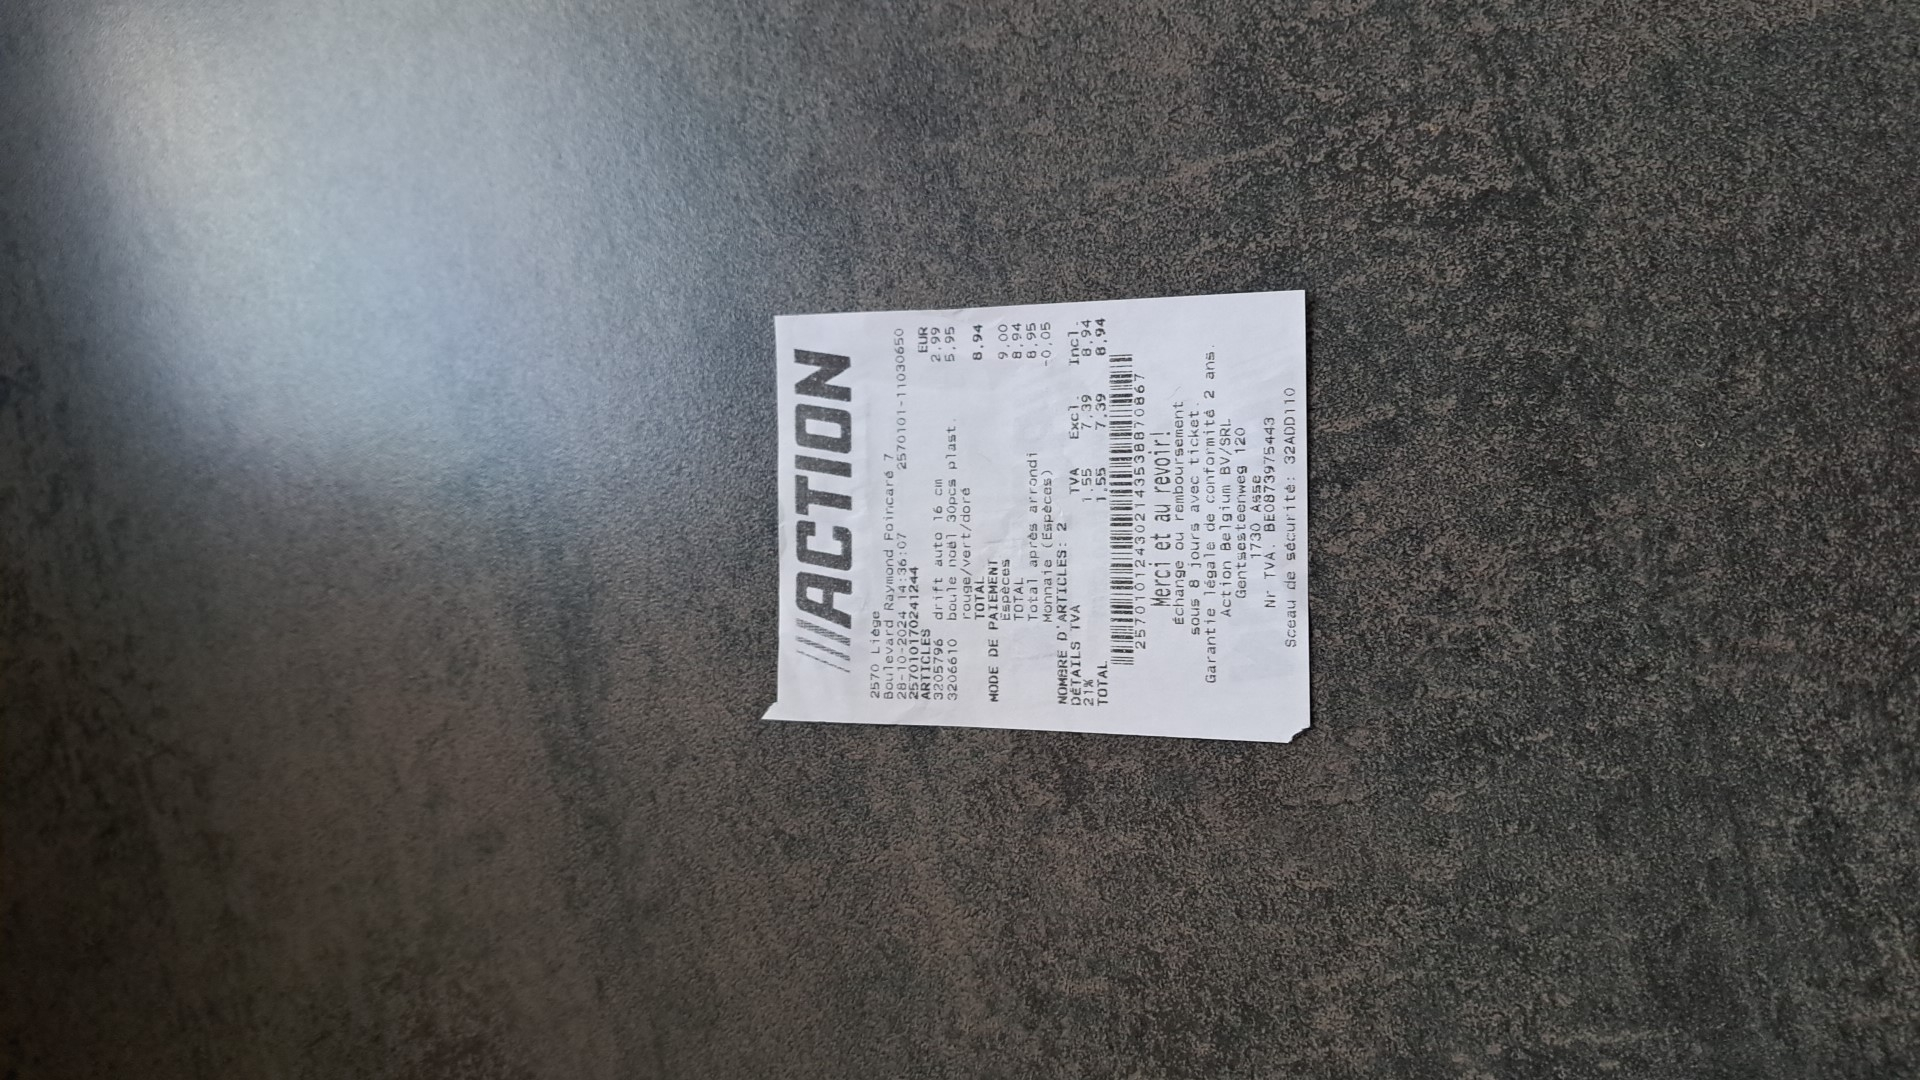 ACTION
2570 Liège
Boulevard Raymond Poincaré 7
28-10-2024 14:36:07 2570101-11030650
2570101702412​44
ARTICLES EUR
3205796 drift auto 16 cm 2,99
3206610 boule noël 30pcs plast. 5,95
rouge/vert/doré
TOTAL 8,94
MODE DE PAIEMENT
Espèces 9,00
TOTAL 8,94
Total après arrondi 8,95
Monnaie (Espèces) -0,05
NOMBRE D'ARTICLES: 2
DÉTAILS TVA TVA Excl. Incl.
21% 1,55 7,39 8,94
TOTAL 1,55 7,39 8,94
2570101243021435388​70867
Merci et au revoir!
Échange ou remboursement
sous 8 jours avec ticket.
Garantie légale de conformité 2 ans.
Action Belgium BV/SRL
Gentsesteenweg 120
1730 Asse
Nr TVA. BE0873975443
Sceau de sécurité: 32ADD110